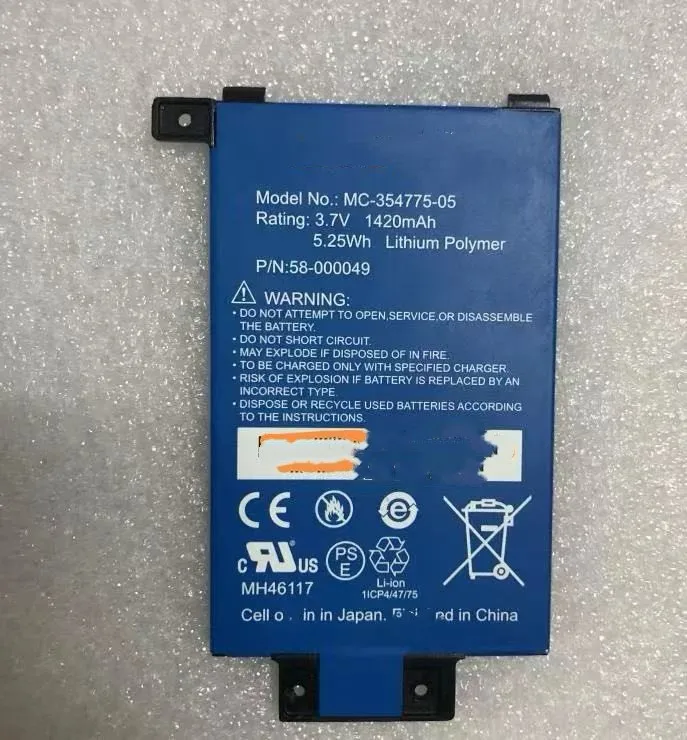 Model No.: MC-354775-05
Rating: 3.7V 1420mAh
5.25Wh Lithium Polymer
P/N:58-000049
WARNING:
• DO NOT ATTEMPT TO OPEN,SERVICE,OR DISASSEMBLE
THE BATTERY.
• DO NOT SHORT CIRCUIT.
• MAY EXPLODE IF DISPOSED OF IN FIRE.
• TO BE CHARGED ONLY WITH SPECIFIED CHARGER.
• RISK OF EXPLOSION IF BATTERY IS REPLACED BY AN
INCORRECT TYPE.
• DISPOSE OR RECYCLE USED BATTERIES ACCORDING
TO THE INSTRUCTIONS.
CE
e
c RU US
PS
E
MH46117
Li-ion
1ICP4/47/75
Cell in in Japan. in China